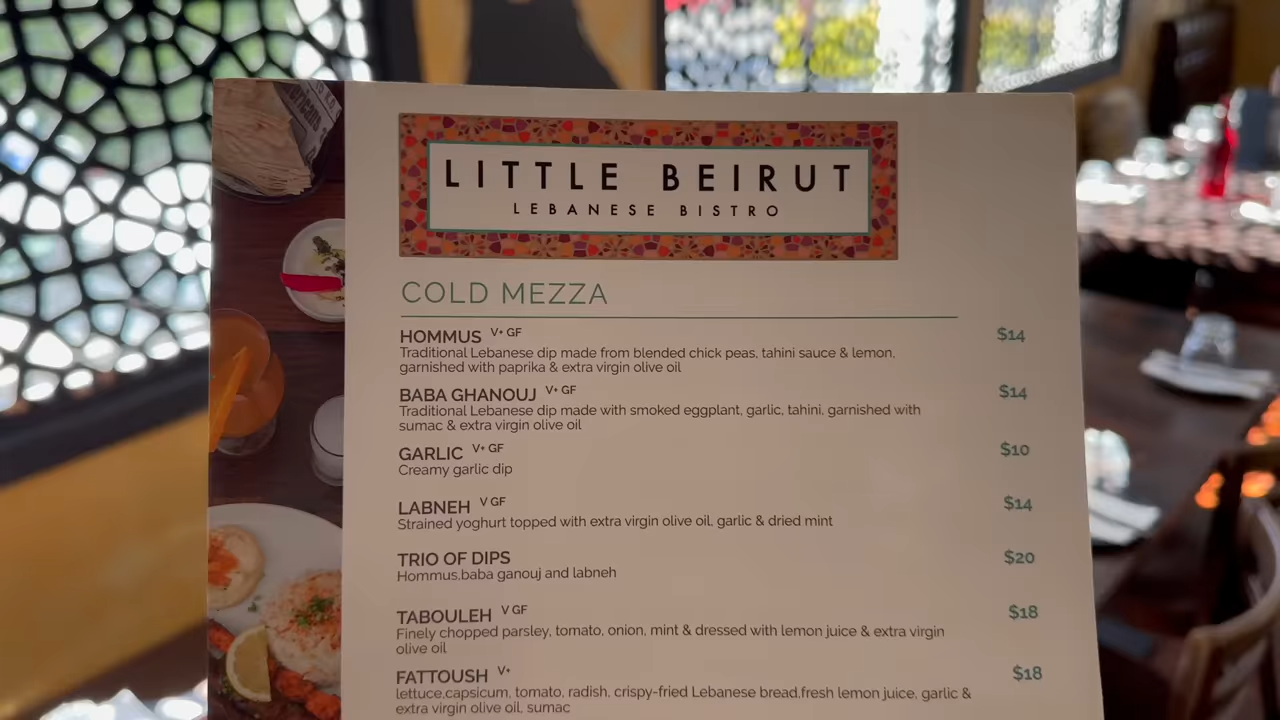 LITTLE BEIRUT
LEBANESE BISTRO
COLD MEZZA
HOMMUS V+ GF $14
Traditional Lebanese dip made from blended chick peas, tahini sauce & lemon,
garnished with paprika & extra virgin olive oil
BABA GHANOUJ V+ GF $14
Traditional Lebanese dip made with smoked eggplant, garlic, tahini, garnished with
sumac & extra virgin olive oil
GARLIC V+ GF $10
Creamy garlic dip
LABNEH V GF $14
Strained yoghurt topped with extra virgin olive oil, garlic & dried mint
TRIO OF DIPS $20
Hommus,baba ganouj and labneh
TABOULEH V GF $18
Finely chopped parsley, tomato, onion, mint & dressed with lemon juice & extra virgin
olive oil
FATTOUSH V+ $18
lettuce,capsicum, tomato, radish, crispy-fried Lebanese bread,fresh lemon juice, garlic &
extra virgin olive oil, sumac